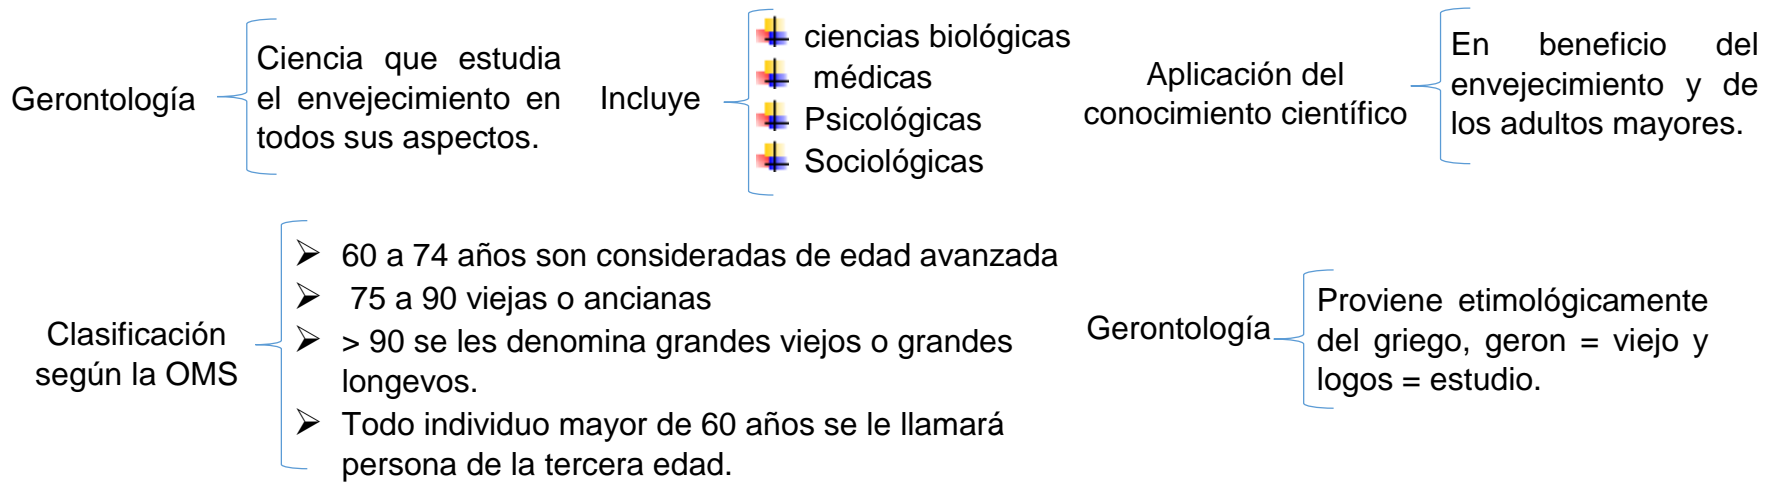 Gerontología
Ciencia que estudia
el envejecimiento en
todos sus aspectos.
Incluye
ciencias biológicas
médicas
Psicológicas
Sociológicas
Aplicación del
conocimiento científico
En beneficio del
envejecimiento y de
los adultos mayores.
Clasificación
según la OMS
60 a 74 años son consideradas de edad avanzada
75 a 90 viejas o ancianas
> 90 se les denomina grandes viejos o grandes
longevos.
Todo individuo mayor de 60 años se le llamará
persona de la tercera edad.
Gerontología
Proviene etimológicamente
del griego, geron = viejo y
logos = estudio.